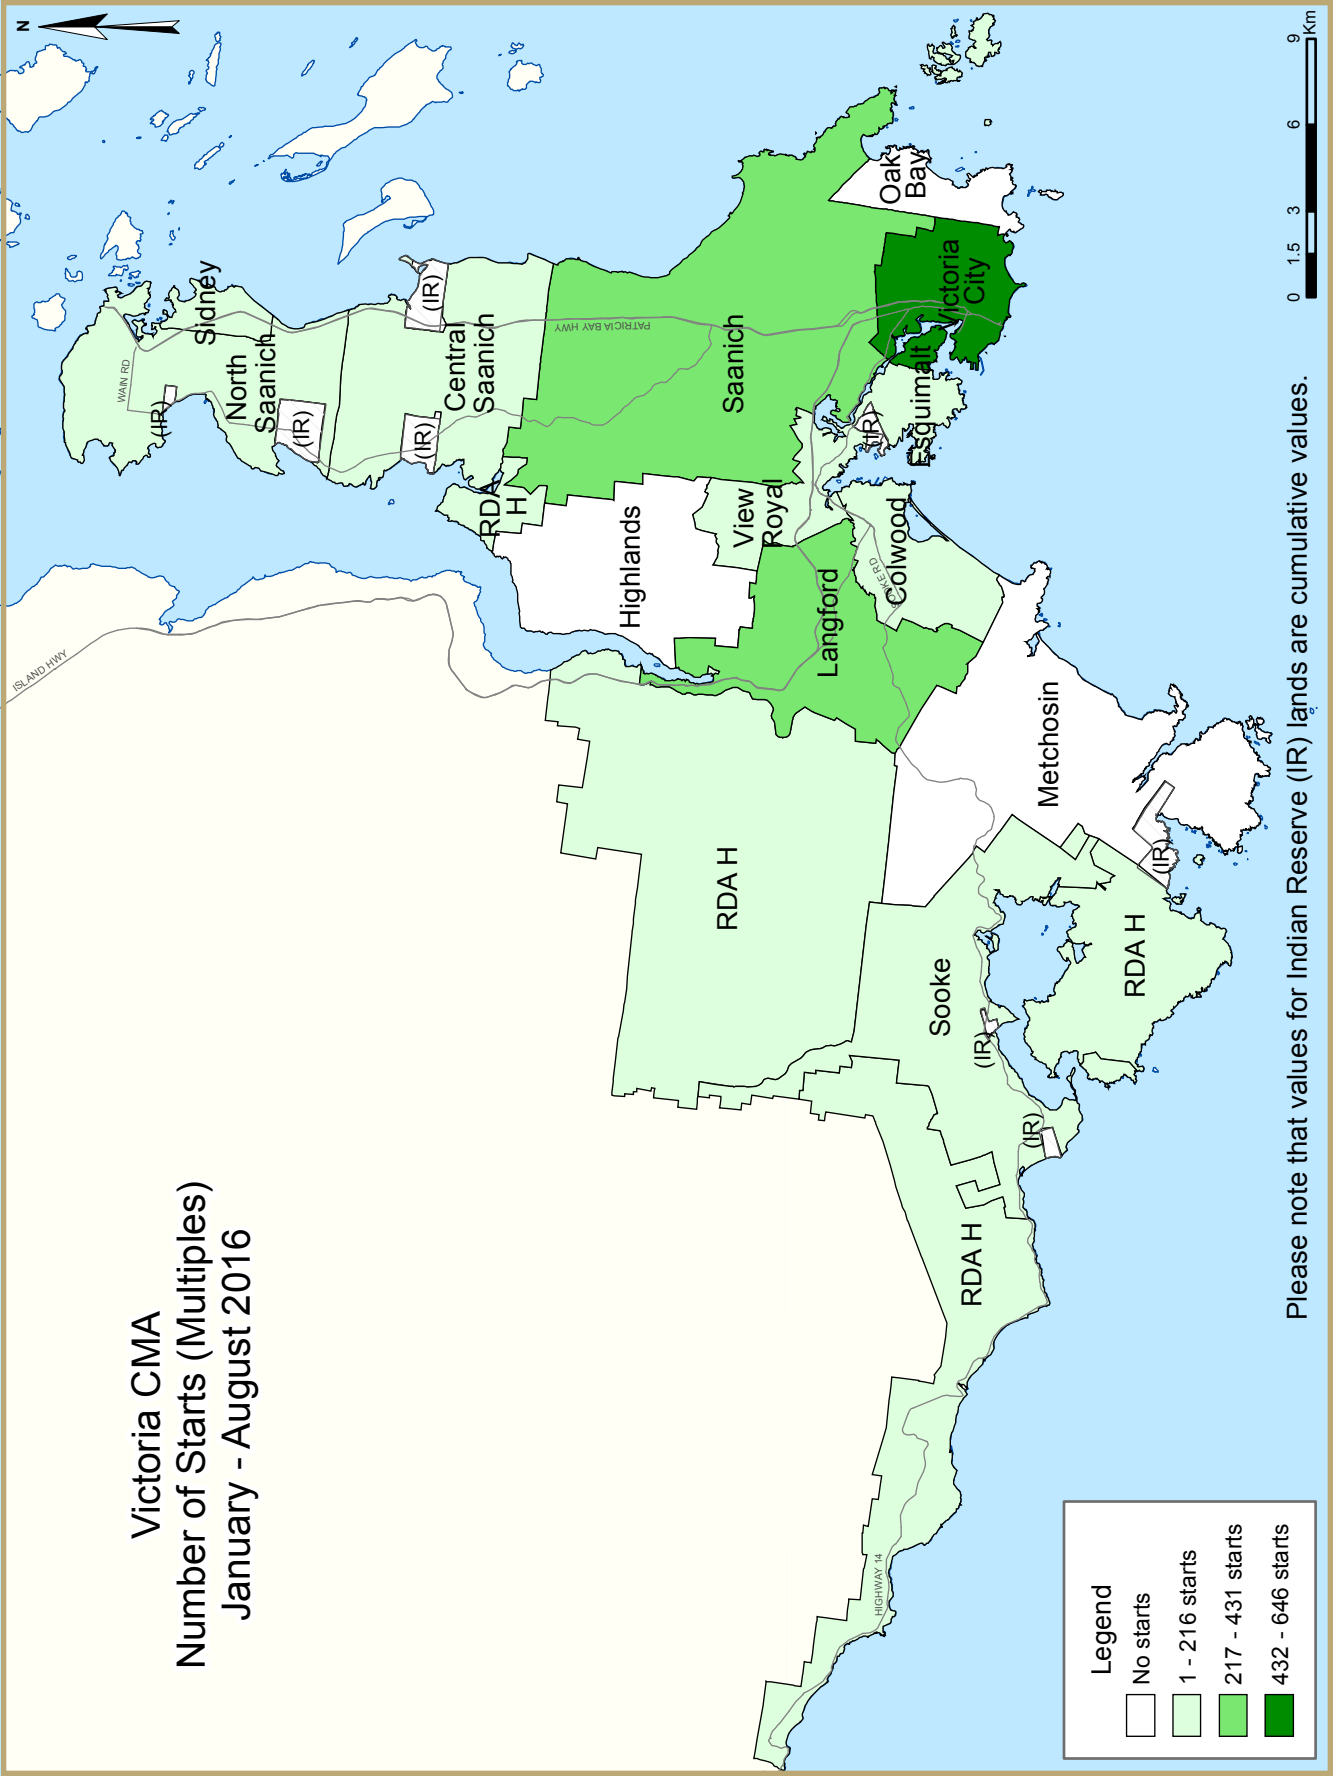 Victoria CMA
Number of Starts (Multiples)
January - August 2016
N
ISLAND HWY
WAIN RD
(IR)
North
Saanich
Sidney
(IR)
(IR)
(IR)
Central
Saanich
RDA
H
PATRICIA BAY HWY
Saanich
Highlands
View
Royal
Langford
Colwood
SOOKE RD
(IR)
Esquimalt
Victoria
City
Oak
Bay
Metchosin
(IR)
RDA H
Sooke
(IR)
(IR)
RDA H
RDA H
HIGHWAY 14
Legend
No starts
1 - 216 starts
217 - 431 starts
432 - 646 starts
0 1.5 3 6 9
Km
Please note that values for Indian Reserve (IR) lands are cumulative values.